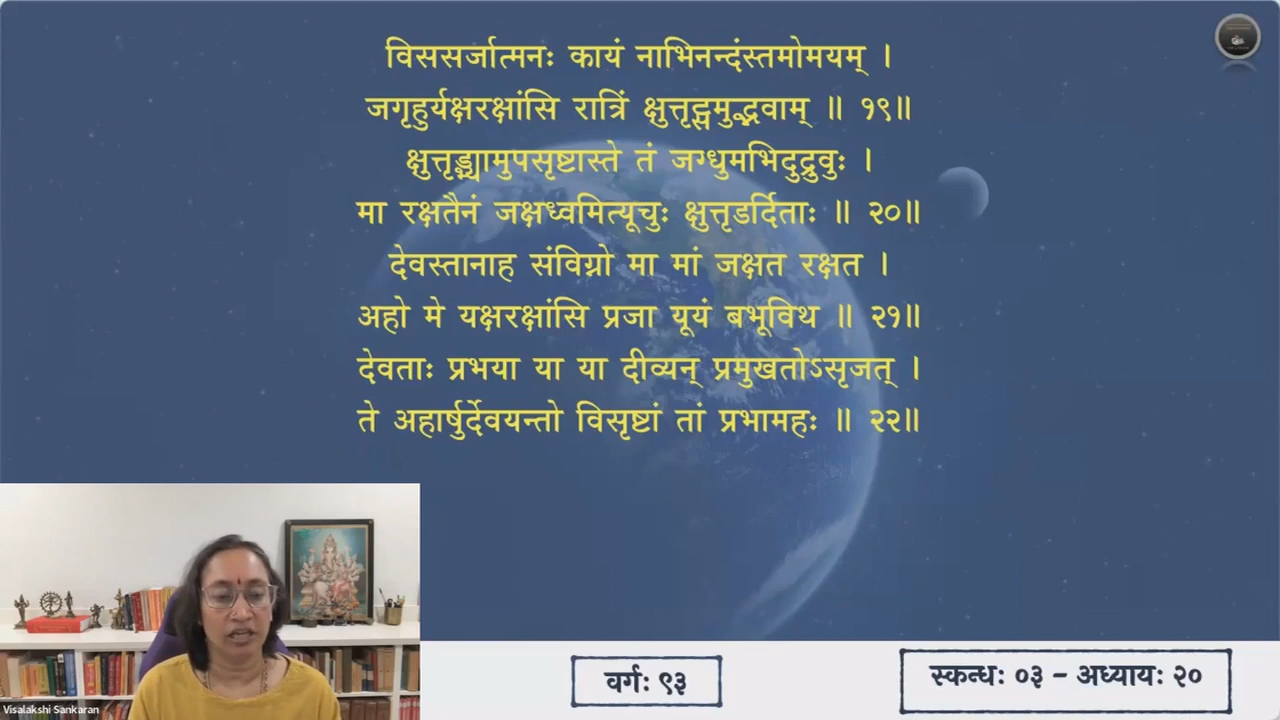 विससर्जात्मनः कायं नाभिनन्दंस्तमोमयम् ।
जगृहुर्यक्षरक्षांसि रात्रिं क्षुत्तृट्समुद्भवाम् ॥ १९॥
क्षुत्तृड्भ्यामुपसृष्टास्ते तं जग्धुमभिदुद्रुवुः ।
मा रक्षतैनं जक्षध्वमित्यूचुः क्षुत्तृडर्दिताः ॥ २०॥
देवस्तानाह संविग्नो मा मां जक्षत रक्षत ।
अहो मे यक्षरक्षांसि प्रजा यूयं बभूविथ ॥ २१॥
देवताः प्रभया या या दीव्यन् प्रमुखतोऽसृजत् ।
ते अहार्षुर्देवयन्तो विसृष्टां तां प्रभामहः ॥ २२॥
Visalakshi Sankaran
वर्गः ९३
स्कन्धः ०३ - अध्यायः २०